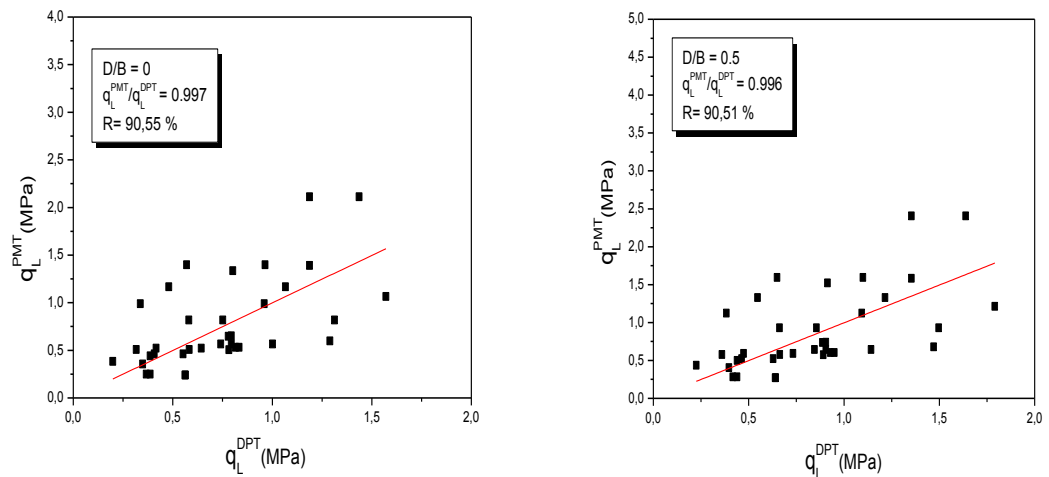 4,0
3,5
3,0
2,5
2,0
1,5
1,0
0,5
0,0
q_L^PMT (MPa)
D/B = 0
q_L^PMT/q_L^DPT = 0.997
R= 90,55 %
0,0 0,5 1,0 1,5 2,0
q_L^DPT (MPa)
5,0
4,5
4,0
3,5
3,0
2,5
2,0
1,5
1,0
0,5
0,0
q_L^PMT (MPa)
D/B = 0.5
q_L^PMT/q_L^DPT = 0.996
R= 90,51 %
0,0 0,5 1,0 1,5 2,0
q_L^DPT (MPa)